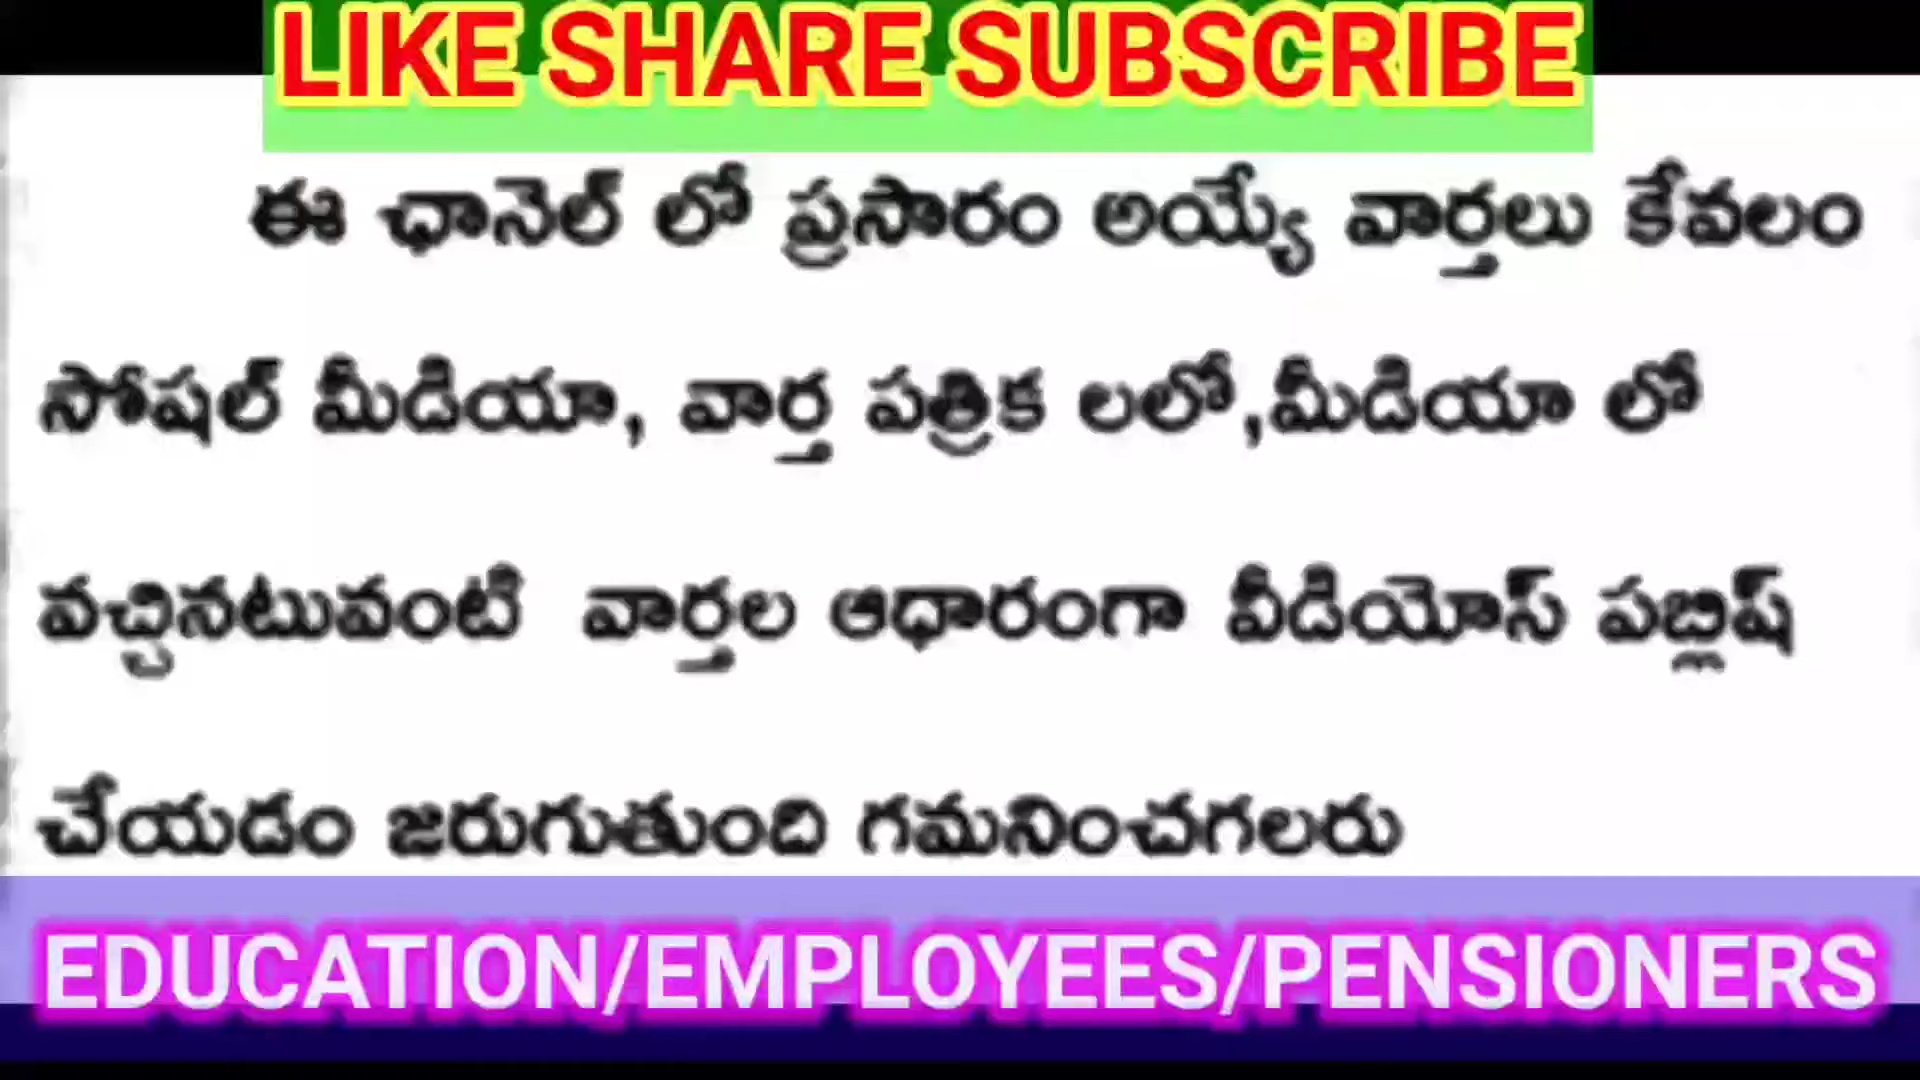 LIKE SHARE SUBSCRIBE
ఈ ఛానెల్ లో ప్రసారం అయ్యే వార్తలు కేవలం
సోషల్ మీడియా, వార్త పత్రిక లలో,మీడియా లో
వచ్చినటువంటి వార్తల ఆధారంగా వీడియోస్ పబ్లిష్
చేయడం జరుగుతుంది గమనించగలరు
EDUCATION/EMPLOYEES/PENSIONERS